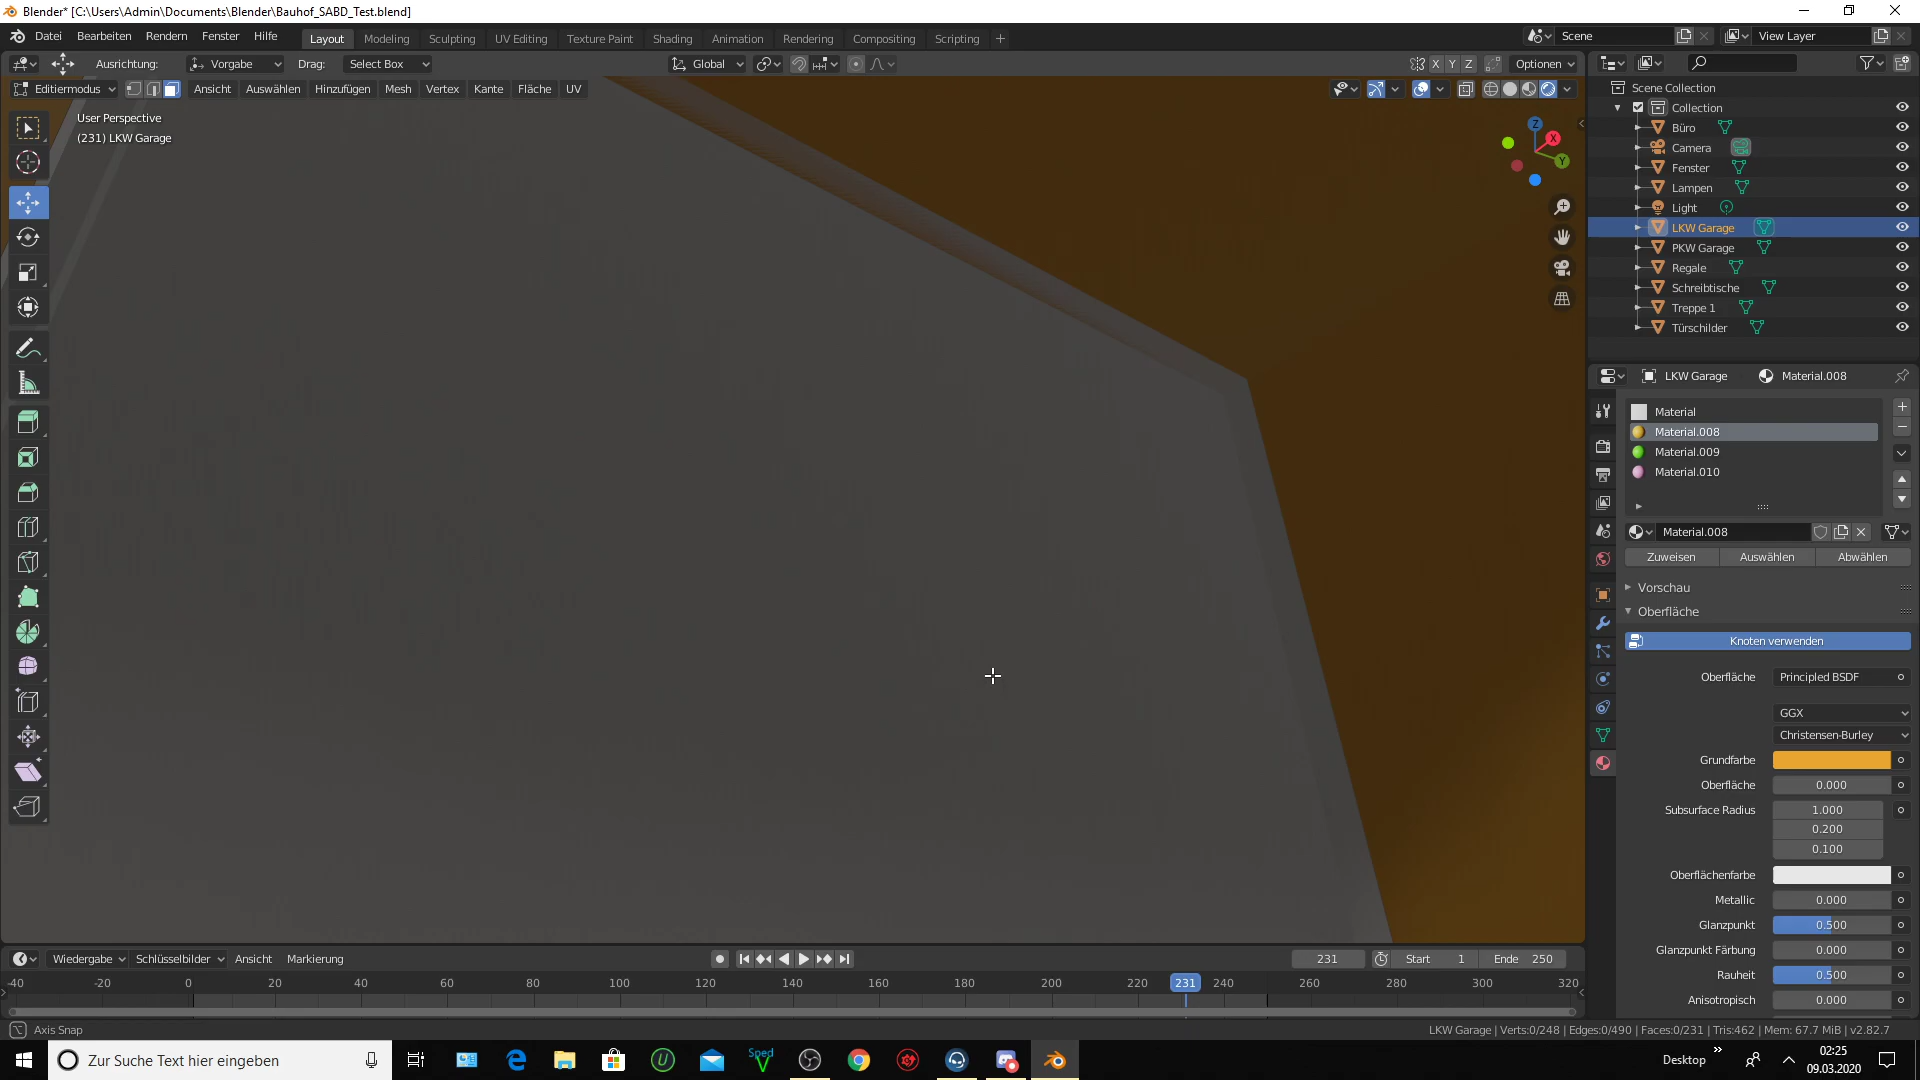 Blender* [C:\Users\Admin\Documents\Blender\Bauhof_SABD_Test.blend]
Datei Bearbeiten Rendern Fenster Hilfe Layout Modeling Sculpting UV Editing Texture Paint Shading Animation Rendering Compositing Scripting + Scene View Layer
Ausrichtung: Vorgabe Drag: Select Box Global X Y Z Optionen
Editiermodus Ansicht Auswählen Hinzufügen Mesh Vertex Kante Fläche UV
User Perspective
(231) LKW Garage
Z
X
Y
Scene Collection
Collection
Büro
Camera
Fenster
Lampen
Light
LKW Garage
PKW Garage
Regale
Schreibtische
Treppe 1
Türschilder
LKW Garage Material.008
Material
Material.008
Material.009
Material.010
Material.008
Zuweisen Auswählen Abwählen
Vorschau
Oberfläche
Knoten verwenden
Oberfläche Principled BSDF
GGX
Christensen-Burley
Grundfarbe
Oberfläche 0.000
Subsurface Radius 1.000
0.200
0.100
Oberflächenfarbe
Metallic 0.000
Glanzpunkt 0.500
Glanzpunkt Färbung 0.000
Rauheit 0.500
Anisotropisch 0.000
Wiedergabe Schlüsselbilder Ansicht Markierung 231 Start 1 Ende 250
-40 -20 0 20 40 60 80 100 120 140 160 180 200 220 231 240 260 280 300 320
Axis Snap
LKW Garage | Verts:0/248 | Edges:0/490 | Faces:0/231 | Tris:462 | Mem: 67.7 MiB | v2.82.7
Zur Suche Text hier eingeben
Sped
V
Desktop
02:25
09.03.2020